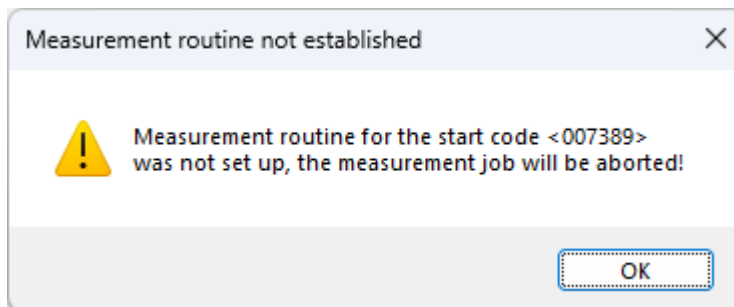 Measurement routine not established
Measurement routine for the start code <007389>
was not set up, the measurement job will be aborted!
OK